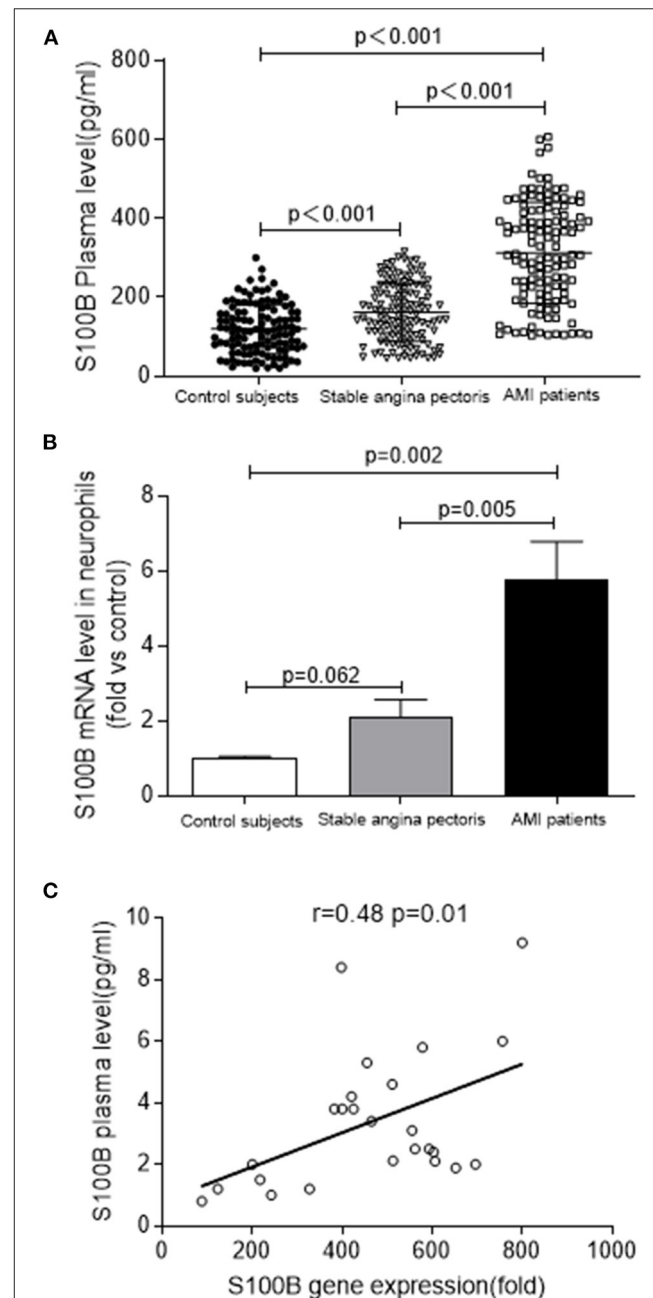 A
p<0.001
p<0.001
p<0.001
S100B Plasma level(pg/ml)
800
600
400
200
0
Control subjects Stable angina pectoris AMI patients
B
p=0.002
p=0.005
p=0.062
S100B mRNA level in neurophils
(fold vs control)
8
6
4
2
0
Control subjects Stable angina pectoris AMI patients
C
r=0.48 p=0.01
S100B plasma level(pg/ml)
10
8
6
4
2
0
0 200 400 600 800 1000
S100B gene expression(fold)